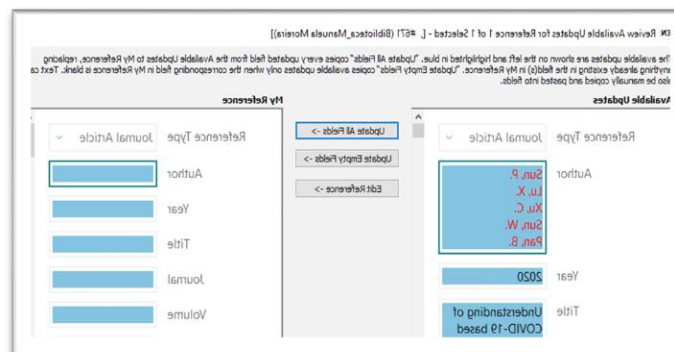 EN Review Available Updates for Reference 1 of 1 Selected - [, #671 (Biblioteca_Manuela Moreira)]
The available updates are shown on the left and highlighted in blue. "Update All Fields" copies every updated field from the Available Updates to My Reference, replacing
anything already existing in the field(s) in My Reference. "Update Empty Fields" copies available updates only when the corresponding field in My Reference is blank. Text ca
also be manually copied and pasted into fields.
Available Updates
Reference Type Journal Article
Author Sun, P.
Lu, X.
Xu, C.
Sun, W.
Pan, B.
Year 2020
Title Understanding of
COVID-19 based
Update All Fields ->
Update Empty Fields ->
Edit Reference ->
My Reference
Reference Type Journal Article
Author
Year
Title
Journal
Volume